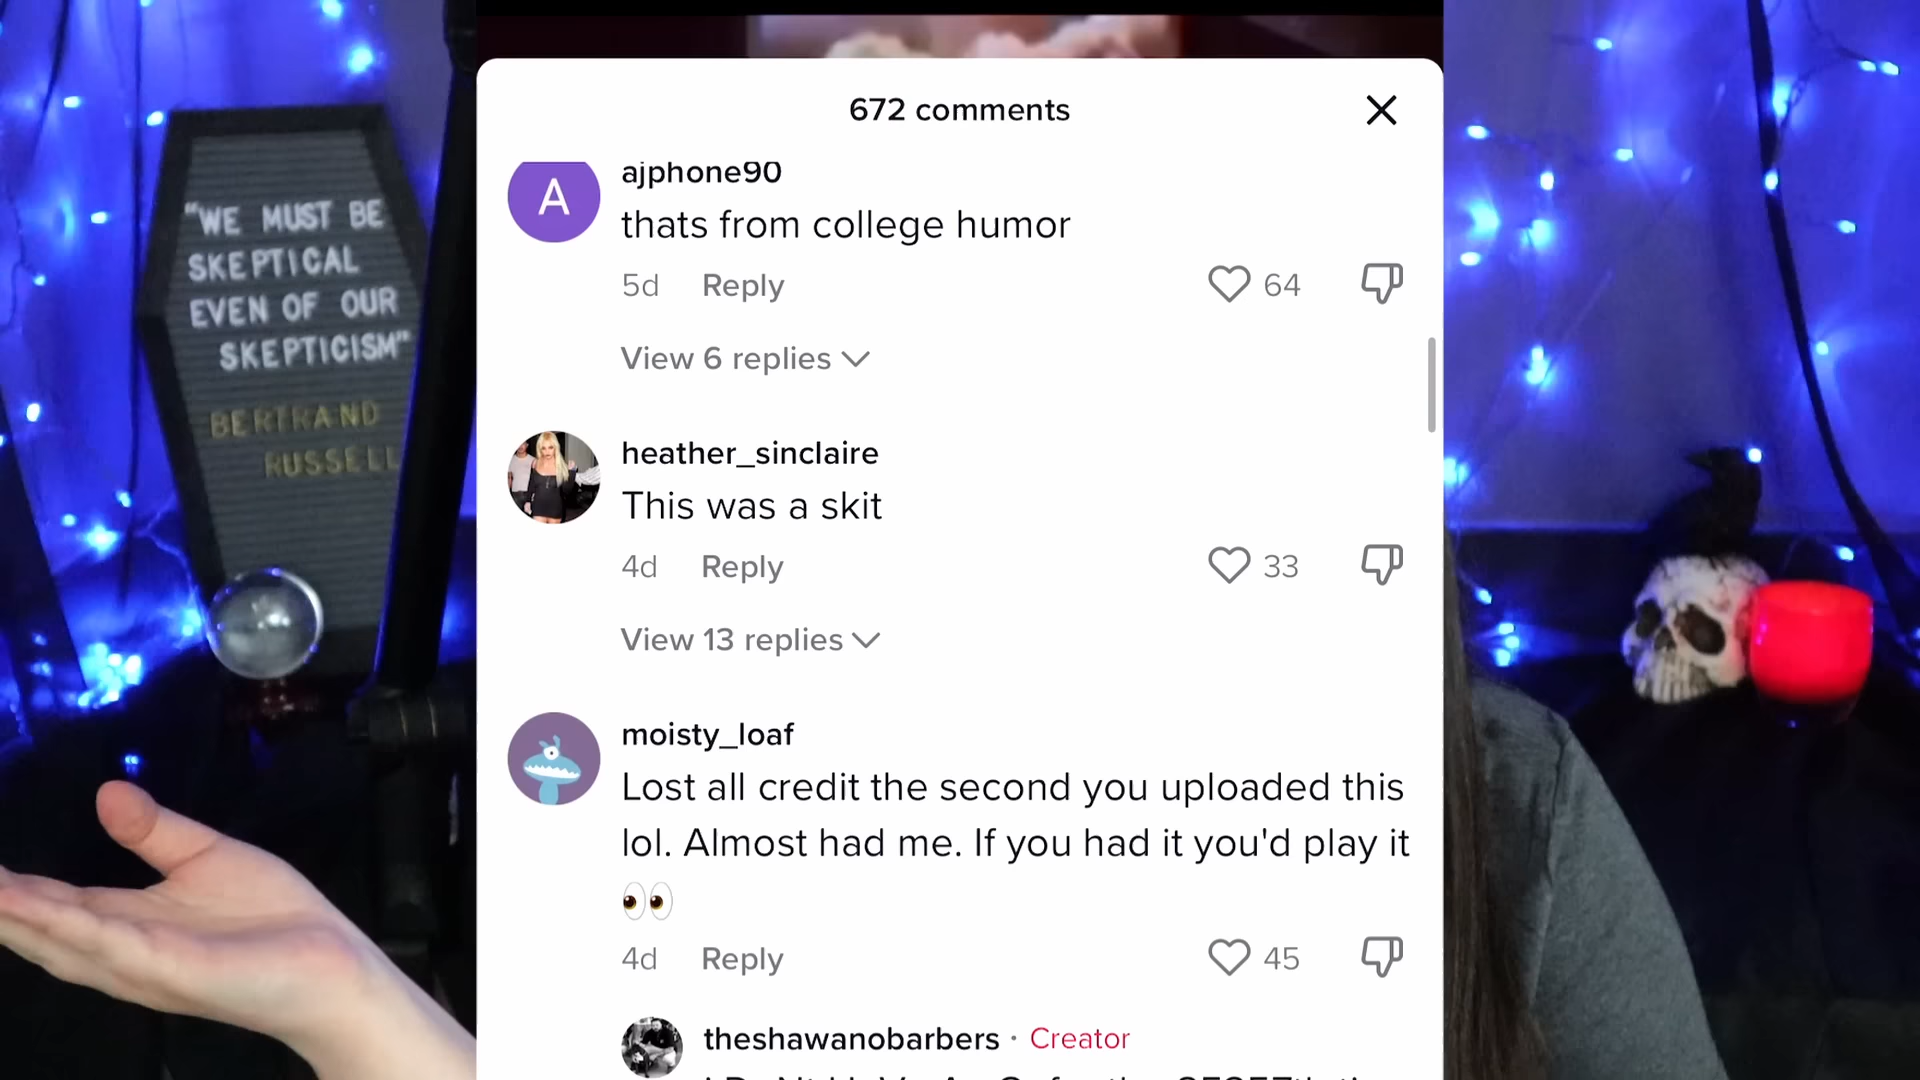 "WE MUST BE
SKEPTICAL
EVEN OF OUR
SKEPTICISM"
BERTRAND
RUSSELL
672 comments
A
ajphone90
thats from college humor
5d Reply 64
View 6 replies
heather_sinclaire
This was a skit
4d Reply 33
View 13 replies
moisty_loaf
Lost all credit the second you uploaded this
lol. Almost had me. If you had it you'd play it
👀
4d Reply 45
theshawanobarbers · Creator